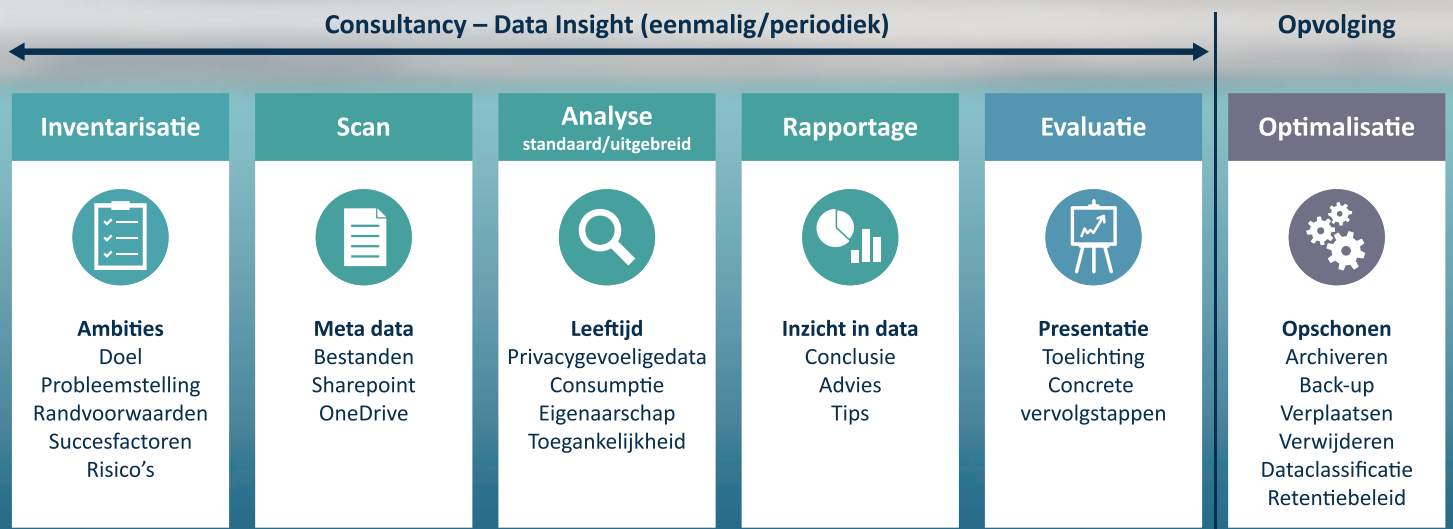 Consultancy – Data Insight (eenmalig/periodiek)
Opvolging
Inventarisatie
Ambities
Doel
Probleemstelling
Randvoorwaarden
Succesfactoren
Risico’s
Scan
Meta data
Bestanden
Sharepoint
OneDrive
Analyse
standaard/uitgebreid
Leeftijd
Privacygevoeligedata
Consumptie
Eigenaarschap
Toegankelijkheid
Rapportage
Inzicht in data
Conclusie
Advies
Tips
Evaluatie
Presentatie
Toelichting
Concrete
vervolgstappen
Optimalisatie
Opschonen
Archiveren
Back-up
Verplaatsen
Verwijderen
Dataclassificatie
Retentiebeleid